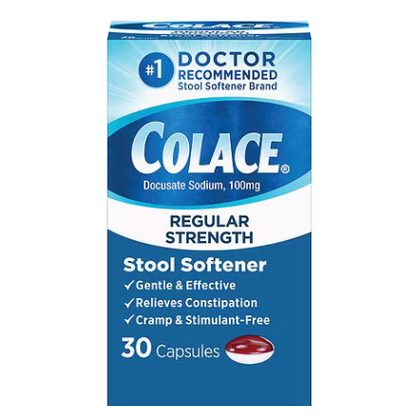 #1 DOCTOR
RECOMMENDED
Stool Softener Brand
COLACE®
Docusate Sodium, 100mg
REGULAR
STRENGTH
Stool Softener
✓Gentle & Effective
✓Relieves Constipation
✓Cramp & Stimulant-Free
30 Capsules